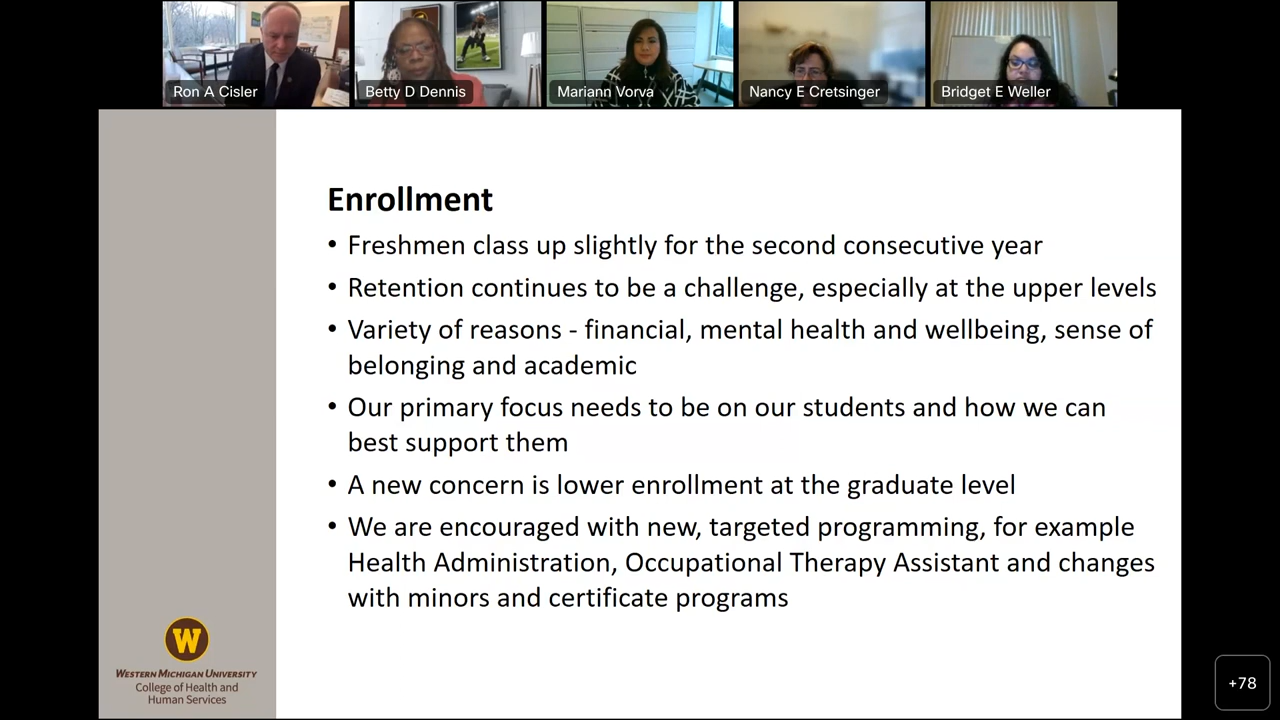 Ron A Cisler
Betty D Dennis
Mariann Vorva
Nancy E Cretsinger
Bridget E Weller
Enrollment
• Freshmen class up slightly for the second consecutive year
• Retention continues to be a challenge, especially at the upper levels
• Variety of reasons - financial, mental health and wellbeing, sense of
belonging and academic
• Our primary focus needs to be on our students and how we can
best support them
• A new concern is lower enrollment at the graduate level
• We are encouraged with new, targeted programming, for example
Health Administration, Occupational Therapy Assistant and changes
with minors and certificate programs
W
WESTERN MICHIGAN UNIVERSITY
College of Health and
Human Services
+78